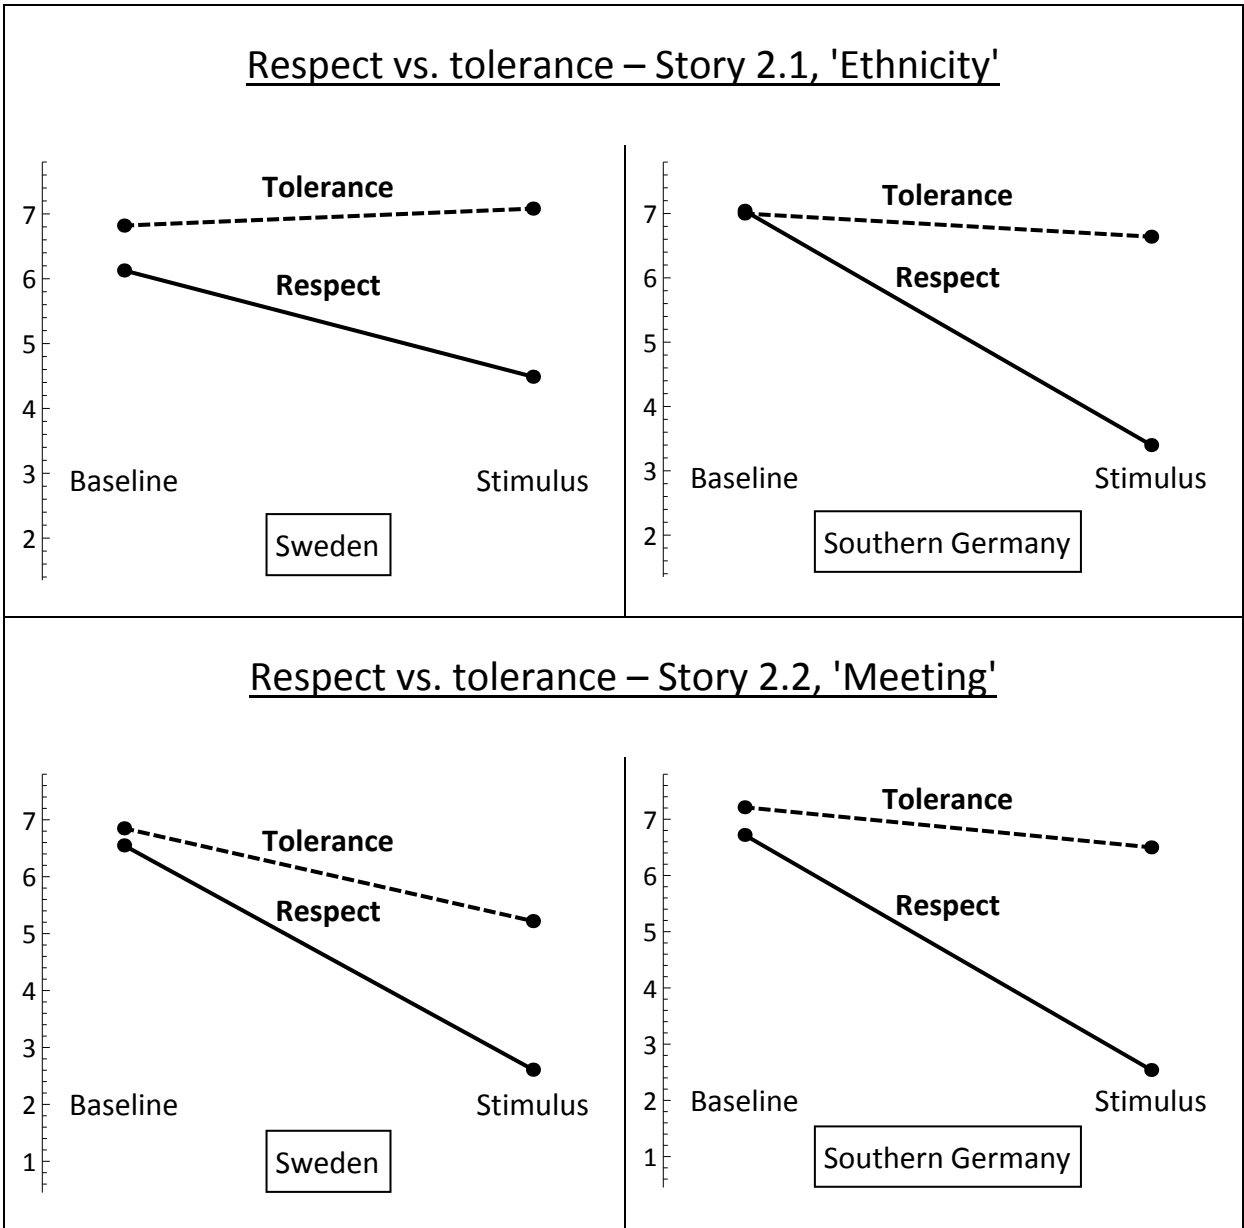 Respect vs. tolerance – Story 2.1, 'Ethnicity'
Tolerance
7
6
Respect
5
4
3
Baseline
Stimulus
2
Sweden
Tolerance
7
6
Respect
5
4
3
Baseline
Stimulus
2
Southern Germany
Respect vs. tolerance – Story 2.2, 'Meeting'
7
Tolerance
6
Respect
5
4
3
2
Baseline
Stimulus
1
Sweden
Tolerance
7
6
Respect
5
4
3
2
Baseline
Stimulus
1
Southern Germany